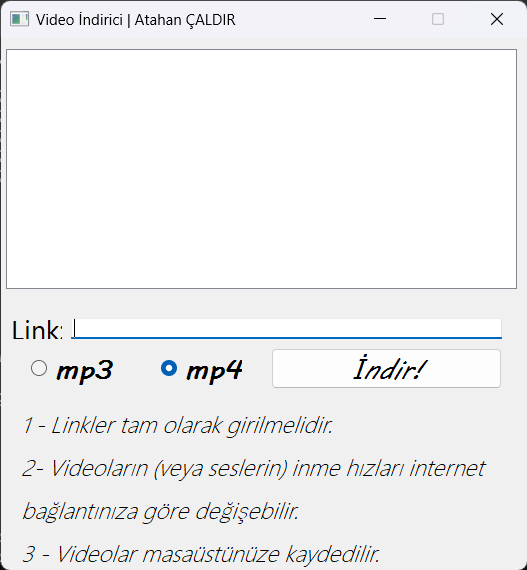 Video İndirici | Atahan ÇALDIR
Link:
mp3 mp4 İndir!
1 - Linkler tam olarak girilmelidir.
2- Videoların (veya seslerin) inme hızları internet
bağlantınıza göre değişebilir.
3 - Videolar masaüstünüze kaydedilir.